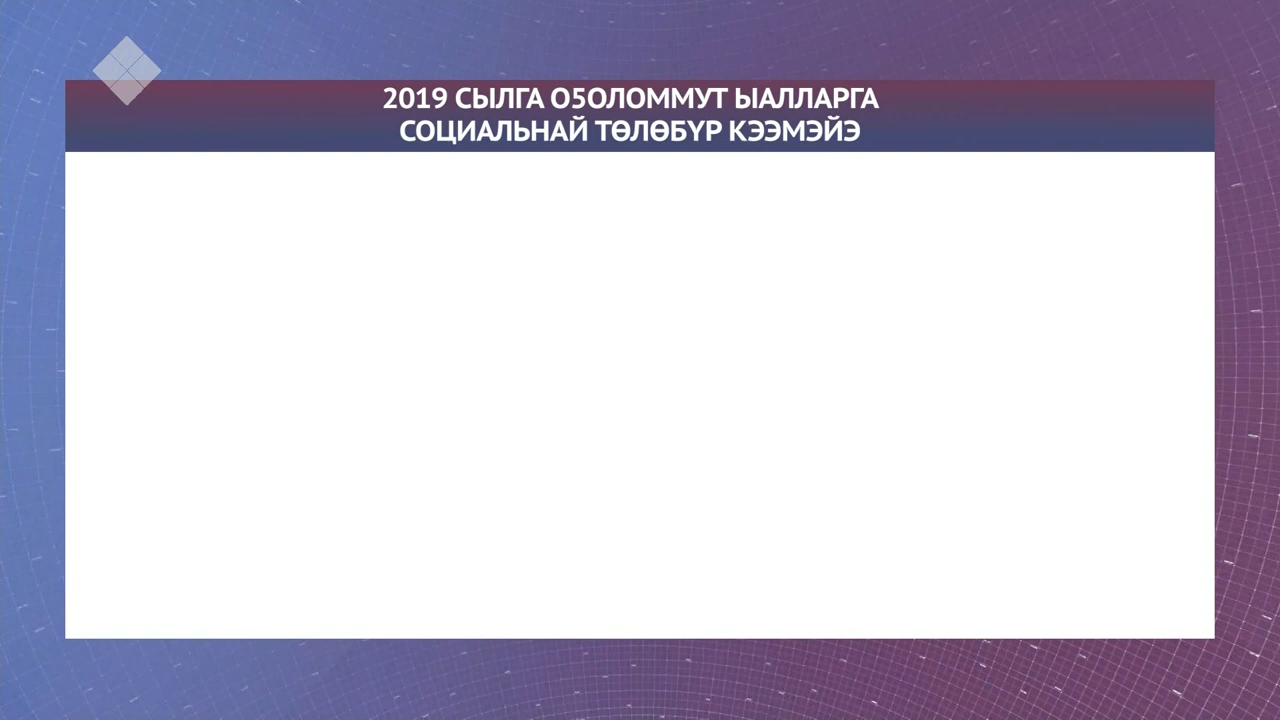 2019 СЫЛГА О5ОЛОММУТ ЫАЛЛАРГА
СОЦИАЛЬНАЙ ТӨЛӨБҮР КЭЭМЭЙЭ